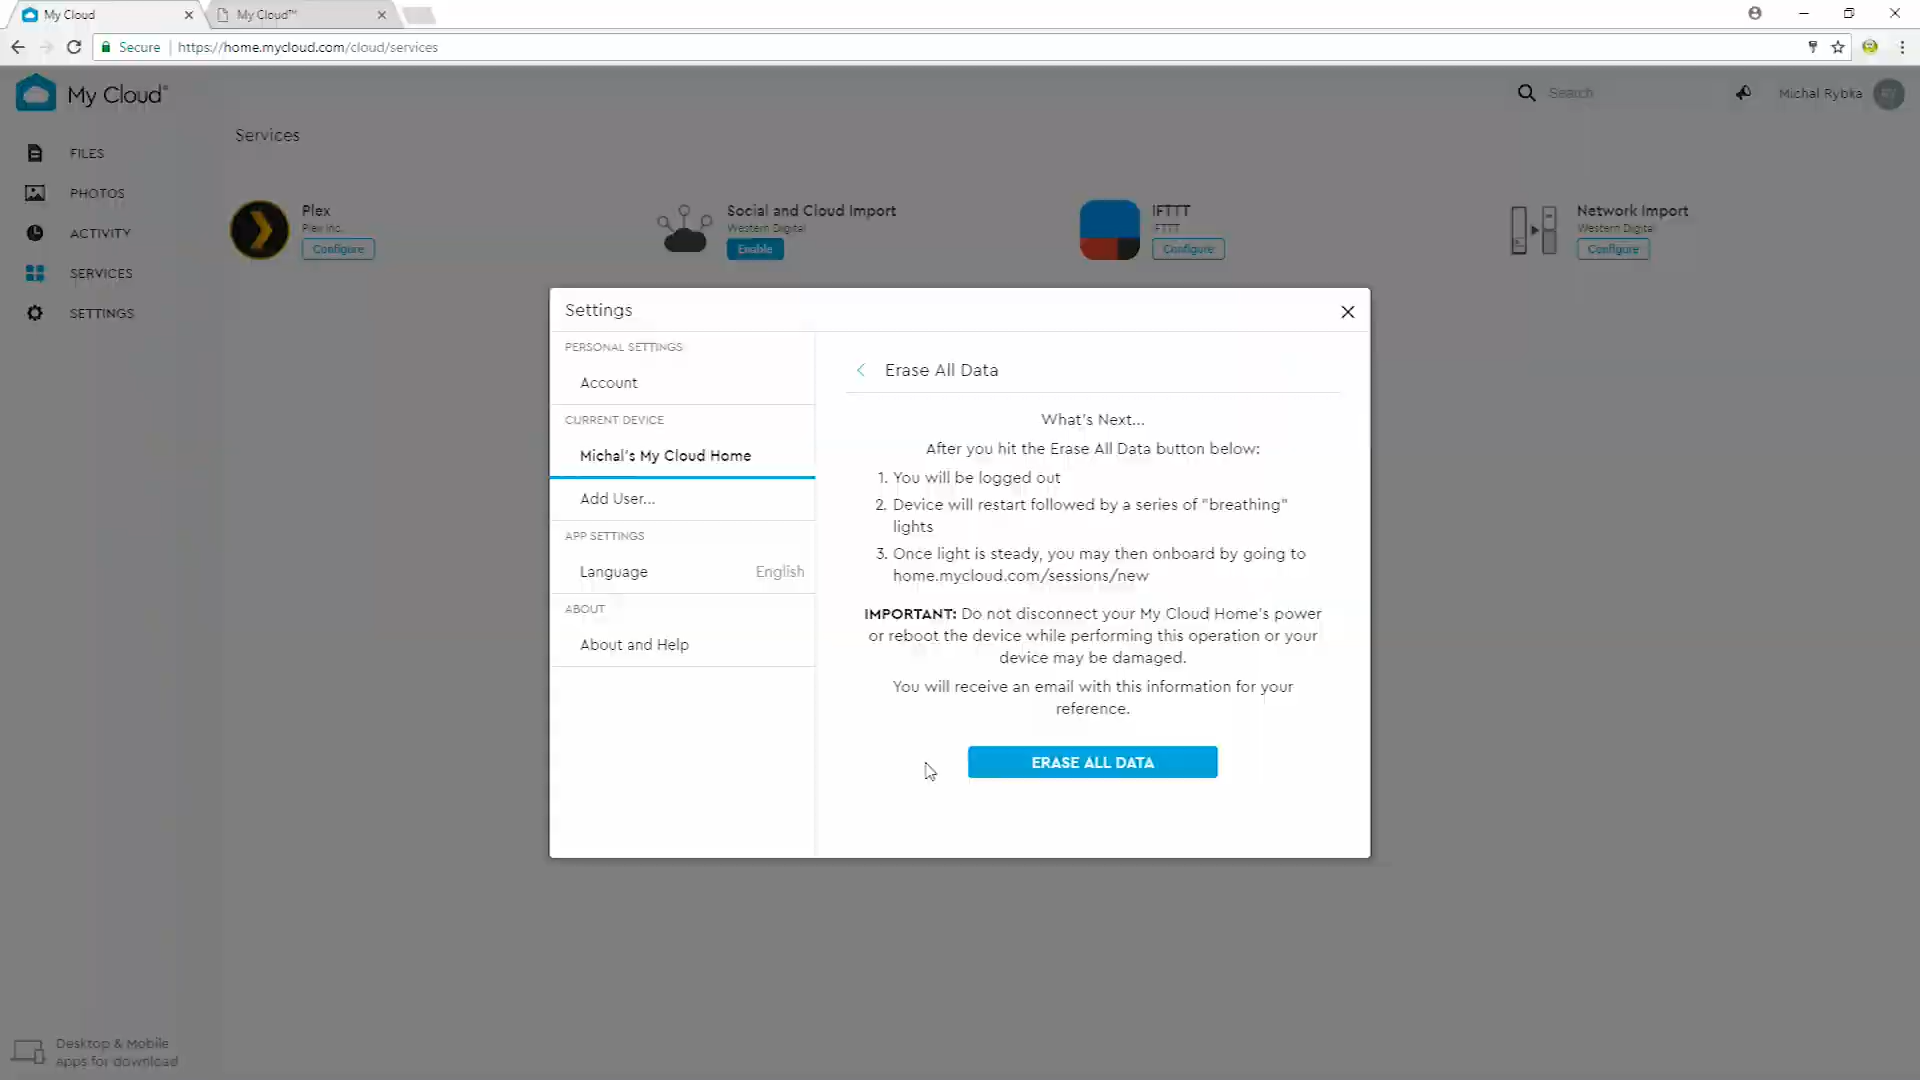 My Cloud
My Cloud™
Secure
https://home.mycloud.com/cloud/services
My Cloud
Search
Michal Rybka
Services
FILES
PHOTOS
ACTIVITY
SERVICES
SETTINGS
Plex
Plex Inc.
Configure
Social and Cloud Import
Western Digital
Enable
IFTTT
IFTTT
Configure
Network Import
Western Digital
Configure
Settings
PERSONAL SETTINGS
Account
CURRENT DEVICE
Michal's My Cloud Home
Add User...
APP SETTINGS
Language English
ABOUT
About and Help
Erase All Data
What's Next...
After you hit the Erase All Data button below:
1. You will be logged out
2. Device will restart followed by a series of "breathing"
lights
3. Once light is steady, you may then onboard by going to
home.mycloud.com/sessions/new
IMPORTANT: Do not disconnect your My Cloud Home's power
or reboot the device while performing this operation or your
device may be damaged.
You will receive an email with this information for your
reference.
ERASE ALL DATA
Desktop & Mobile
apps for download